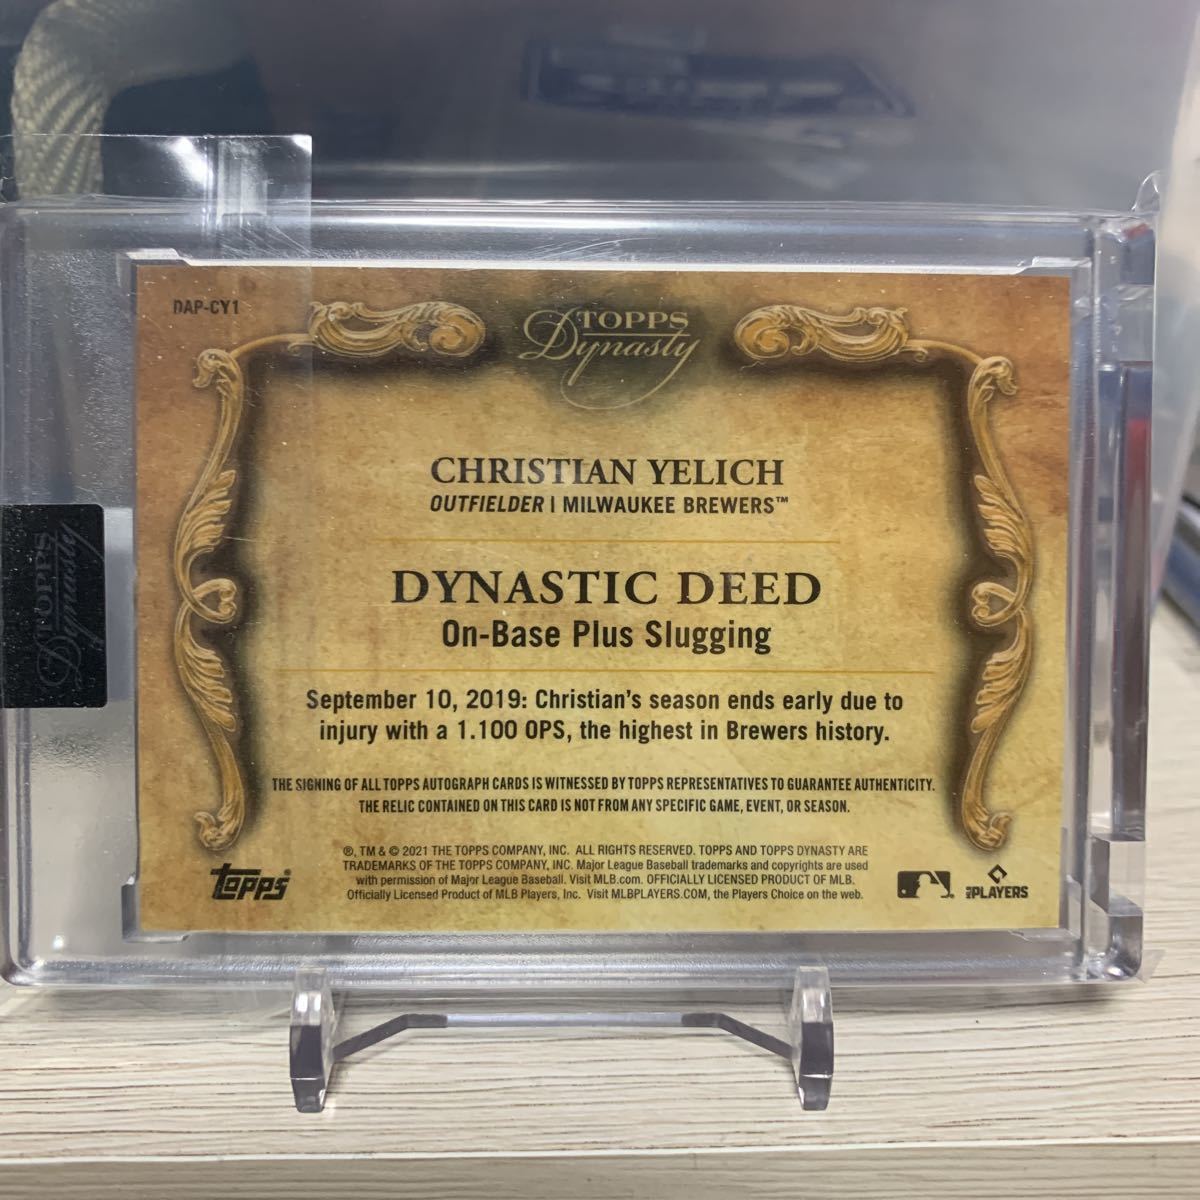 DAP-CY1
TOPPS
Dynasty
CHRISTIAN YELICH
OUTFIELDER | MILWAUKEE BREWERS™
DYNASTIC DEED
On-Base Plus Slugging
September 10, 2019: Christian's season ends early due to
injury with a 1.100 OPS, the highest in Brewers history.
THE SIGNING OF ALL TOPPS AUTOGRAPH CARDS IS WITNESSED BY TOPPS REPRESENTATIVES TO GUARANTEE AUTHENTICITY.
THE RELIC CONTAINED ON THIS CARD IS NOT FROM ANY SPECIFIC GAME, EVENT, OR SEASON.
®, TM & © 2021 THE TOPPS COMPANY, INC. ALL RIGHTS RESERVED. TOPPS AND TOPPS DYNASTY ARE
TRADEMARKS OF THE TOPPS COMPANY, INC. Major League Baseball trademarks and copyrights are used
with permission of Major League Baseball. Visit MLB.com. OFFICIALLY LICENSED PRODUCT OF MLB.
Officially Licensed Product of MLB Players, Inc. Visit MLBPLAYERS.COM, the Players Choice on the web.
topps®
MLB PLAYERS
TOPPS
Dynasty